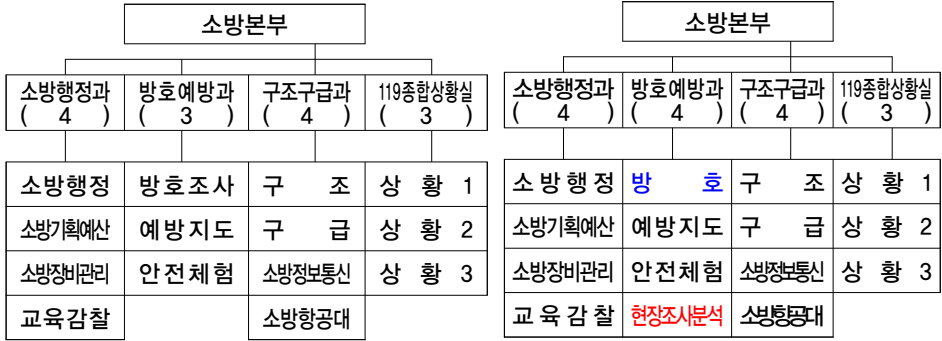 소방본부
소방행정과 방호예방과 구조구급과 119종합상황실
( 4 ) ( 3 ) ( 4 ) ( 3 )
소방행정 방호조사 구 조 상 황 1
소방기획예산 예방지도 구 급 상 황 2
소방장비관리 안전체험 소방정보통신 상 황 3
교육감찰 소방항공대
소방본부
소방행정과 방호예방과 구조구급과 119종합상황실
( 4 ) ( 4 ) ( 4 ) ( 3 )
소방행정 방 호 구 조 상 황 1
소방기획예산 예방지도 구 급 상 황 2
소방장비관리 안전체험 소방정보통신 상 황 3
교육감찰 현장조사분석 소방항공대